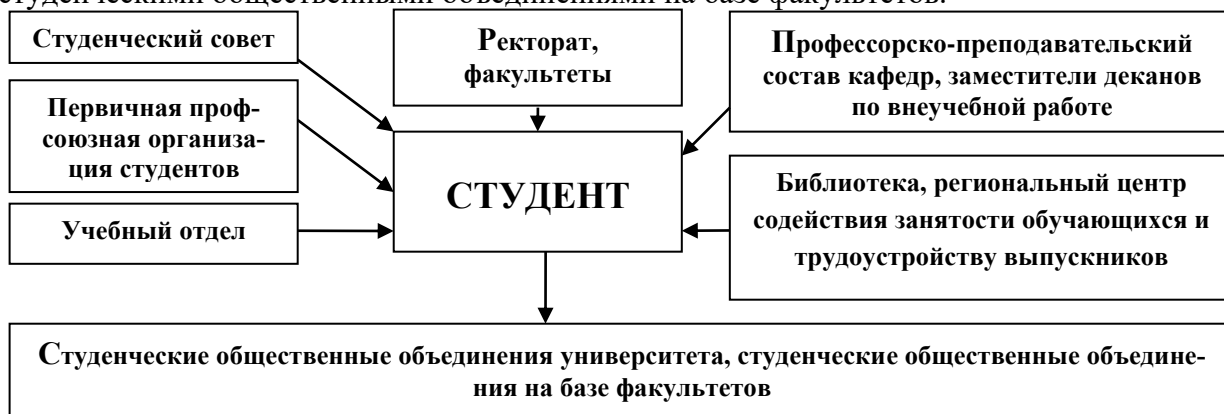 студенческими общественными объединениями на базе факультетов.
Студенческий совет
Ректорат,
факультеты
Профессорско-преподавательский
состав кафедр, заместители деканов
по внеучебной работе
Первичная проф-
союзная организа-
ция студентов
СТУДЕНТ
Библиотека, региональный центр
содействия занятости обучающихся и
трудоустройству выпускников
Учебный отдел
Студенческие общественные объединения университета, студенческие общественные объедине-
ния на базе факультетов